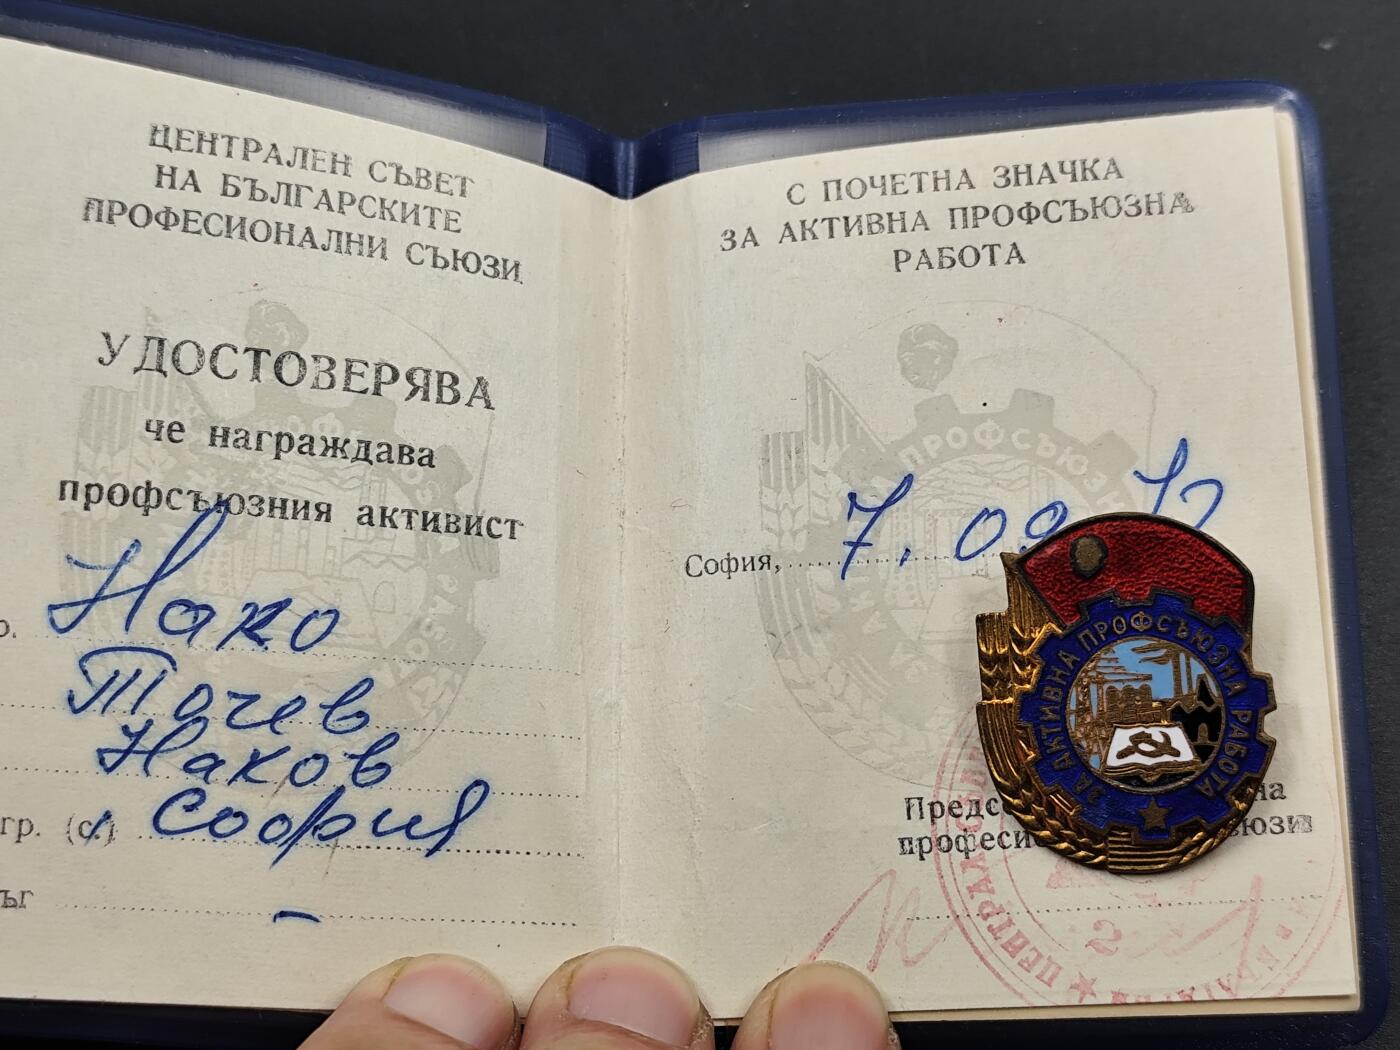 ЦЕНТРАЛЕН СЪВЕТ
НА БЪЛГАРСКИТЕ
ПРОФЕСИОНАЛНИ СЪЮЗИ
УДОСТОВЕРЯВА
че награждава
профсъюзния активист
Нако
Точев
Наков
гр. (с.) София
-
С ПОЧЕТНА ЗНАЧКА
ЗА АКТИВНА ПРОФСЪЮЗНА
РАБОТА
София, 7.09
ЗА АКТИВНА ПРОФСЪЮЗНА РАБОТА
на